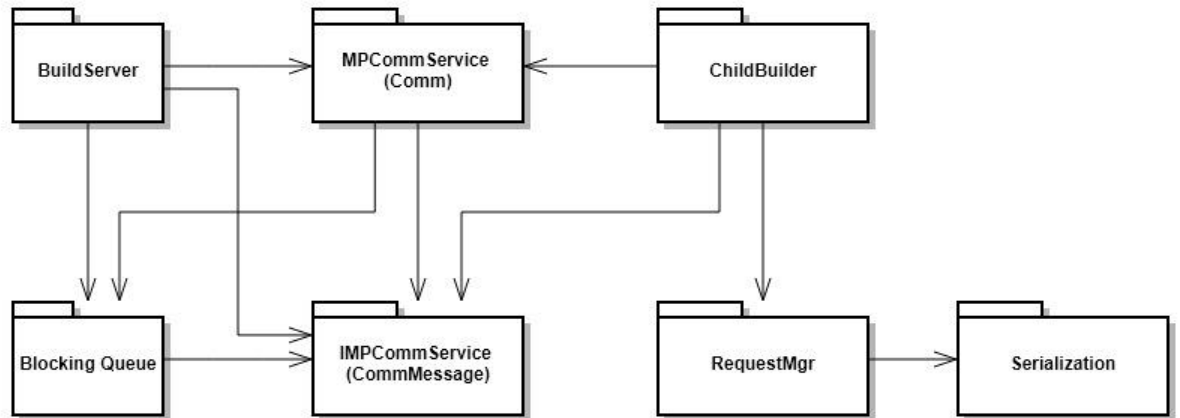 BuildServer
MPCommService
(Comm)
ChildBuilder
Blocking Queue
IMPCommService
(CommMessage)
RequestMgr
Serialization